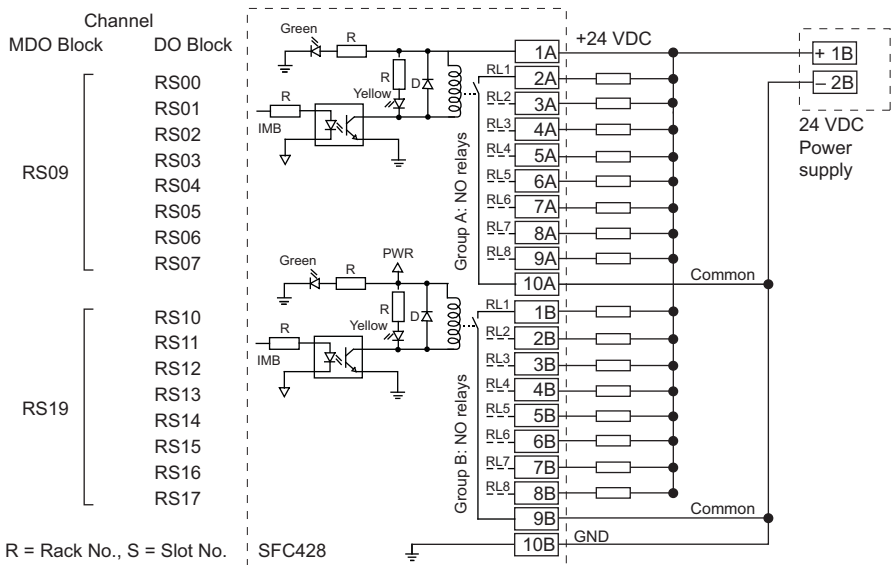 Channel
MDO Block DO Block
RS09
RS00
RS01
RS02
RS03
RS04
RS05
RS06
RS07
RS19
RS10
RS11
RS12
RS13
RS14
RS15
RS16
RS17
R = Rack No., S = Slot No.
SFC428
Green
R
R
D
Yellow
R
IMB
Group A: NO relays
RL1
RL2
RL3
RL4
RL5
RL6
RL7
RL8
1A
2A
3A
4A
5A
6A
7A
8A
9A
10A
+24 VDC
Common
Green
R
PWR
R
D
Yellow
R
IMB
Group B: NO relays
RL1
RL2
RL3
RL4
RL5
RL6
RL7
RL8
1B
2B
3B
4B
5B
6B
7B
8B
9B
10B
Common
GND
+ 1B
– 2B
24 VDC
Power
supply